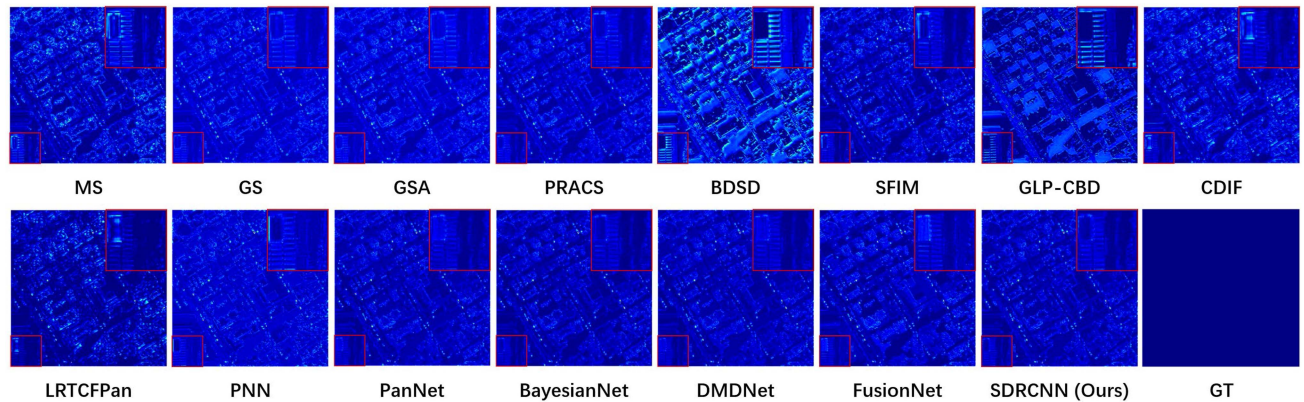 MS GS GSA PRACS BDSD SFIM GLP-CBD CDIF
LRTCFPan PNN PanNet BayesianNet DMDNet FusionNet SDRCNN (Ours) GT